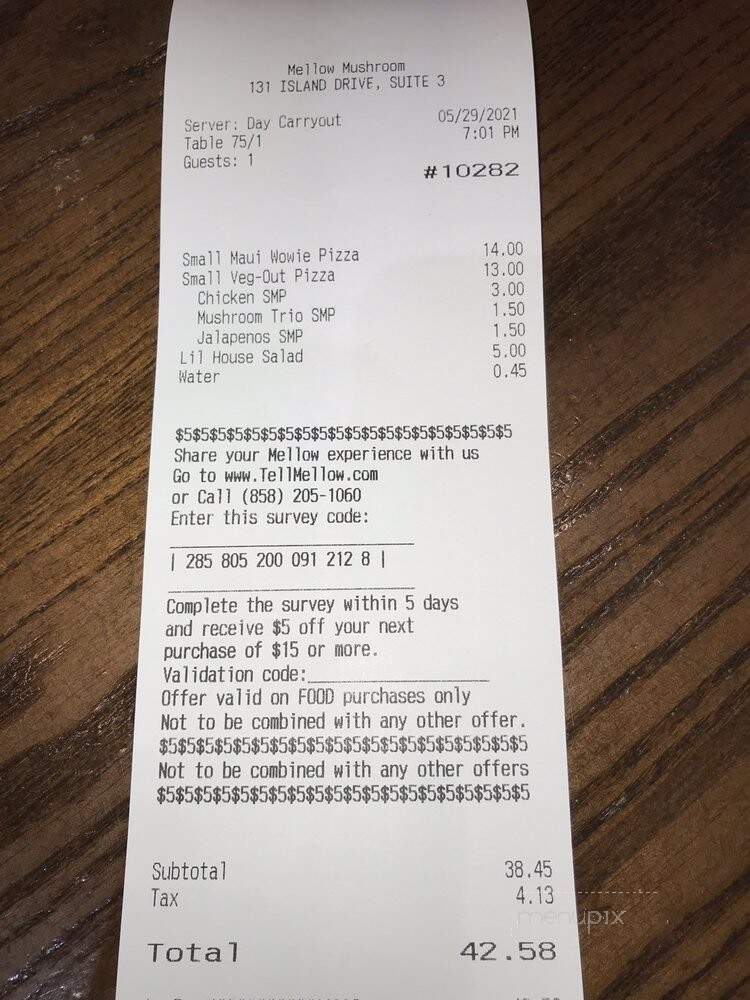 Mellow Mushroom
131 ISLAND DRIVE, SUITE 3
Server: Day Carryout 05/29/2021
Table 75/1 7:01 PM
Guests: 1
#10282
Small Maui Wowie Pizza 14.00
Small Veg-Out Pizza 13.00
Chicken SMP 3.00
Mushroom Trio SMP 1.50
Jalapenos SMP 1.50
Lil House Salad 5.00
Water 0.45
$5$5$5$5$5$5$5$5$5$5$5$5$5$5$5$5$5$5$5
Share your Mellow experience with us
Go to www.TellMellow.com
or Call (858) 205-1060
Enter this survey code:
| 285 805 200 091 212 8 |
Complete the survey within 5 days
and receive $5 off your next
purchase of $15 or more.
Validation code:____________________
Offer valid on FOOD purchases only
Not to be combined with any other offer.
$5$5$5$5$5$5$5$5$5$5$5$5$5$5$5$5$5$5$5$5
Not to be combined with any other offers
$5$5$5$5$5$5$5$5$5$5$5$5$5$5$5$5$5$5$5$5
Subtotal 38.45
Tax 4.13
menupix
Total 42.58